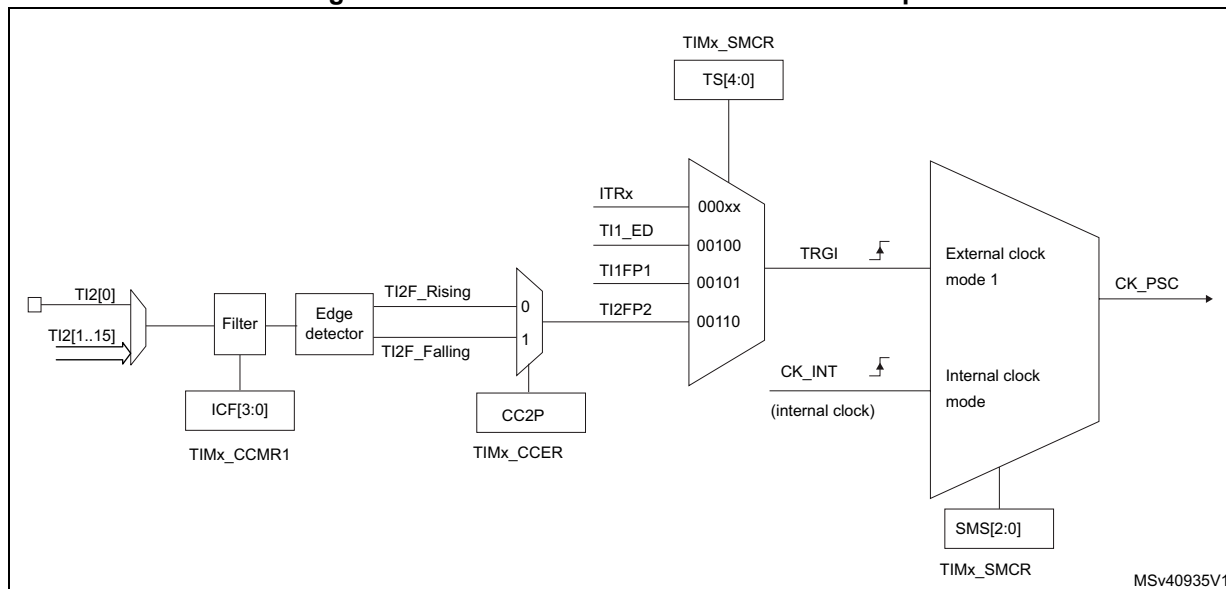 TIMx_SMCR
TS[4:0]
ITRx
000xx
TI1_ED
00100
TI1FP1
00101
TI2FP2
00110
TRGI
External clock
mode 1
CK_PSC
TI2[0]
TI2[1..15]
Filter
Edge
detector
TI2F_Rising
TI2F_Falling
0
1
CK_INT
(internal clock)
Internal clock
mode
ICF[3:0]
TIMx_CCMR1
CC2P
TIMx_CCER
SMS[2:0]
TIMx_SMCR
MSv40935V1